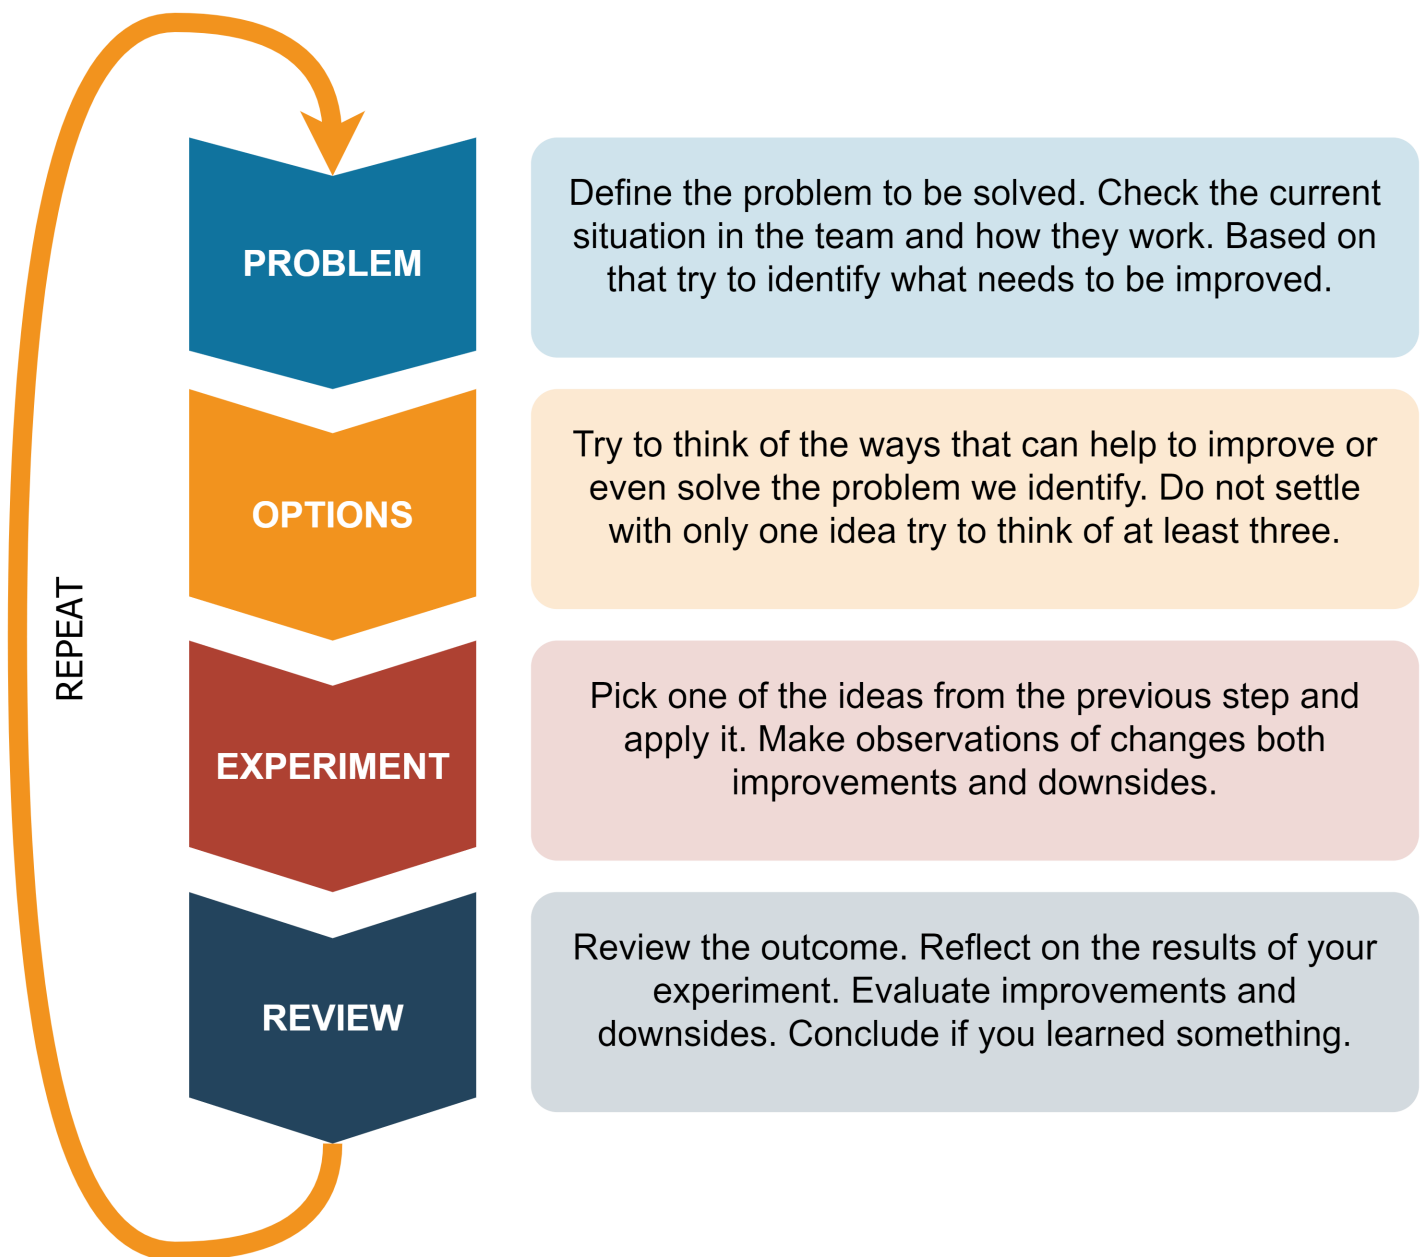 PROBLEM
Define the problem to be solved. Check the current
situation in the team and how they work. Based on
that try to identify what needs to be improved.
OPTIONS
Try to think of the ways that can help to improve or
even solve the problem we identify. Do not settle
with only one idea try to think of at least three.
REPEAT
EXPERIMENT
Pick one of the ideas from the previous step and
apply it. Make observations of changes both
improvements and downsides.
REVIEW
Review the outcome. Reflect on the results of your
experiment. Evaluate improvements and
downsides. Conclude if you learned something.